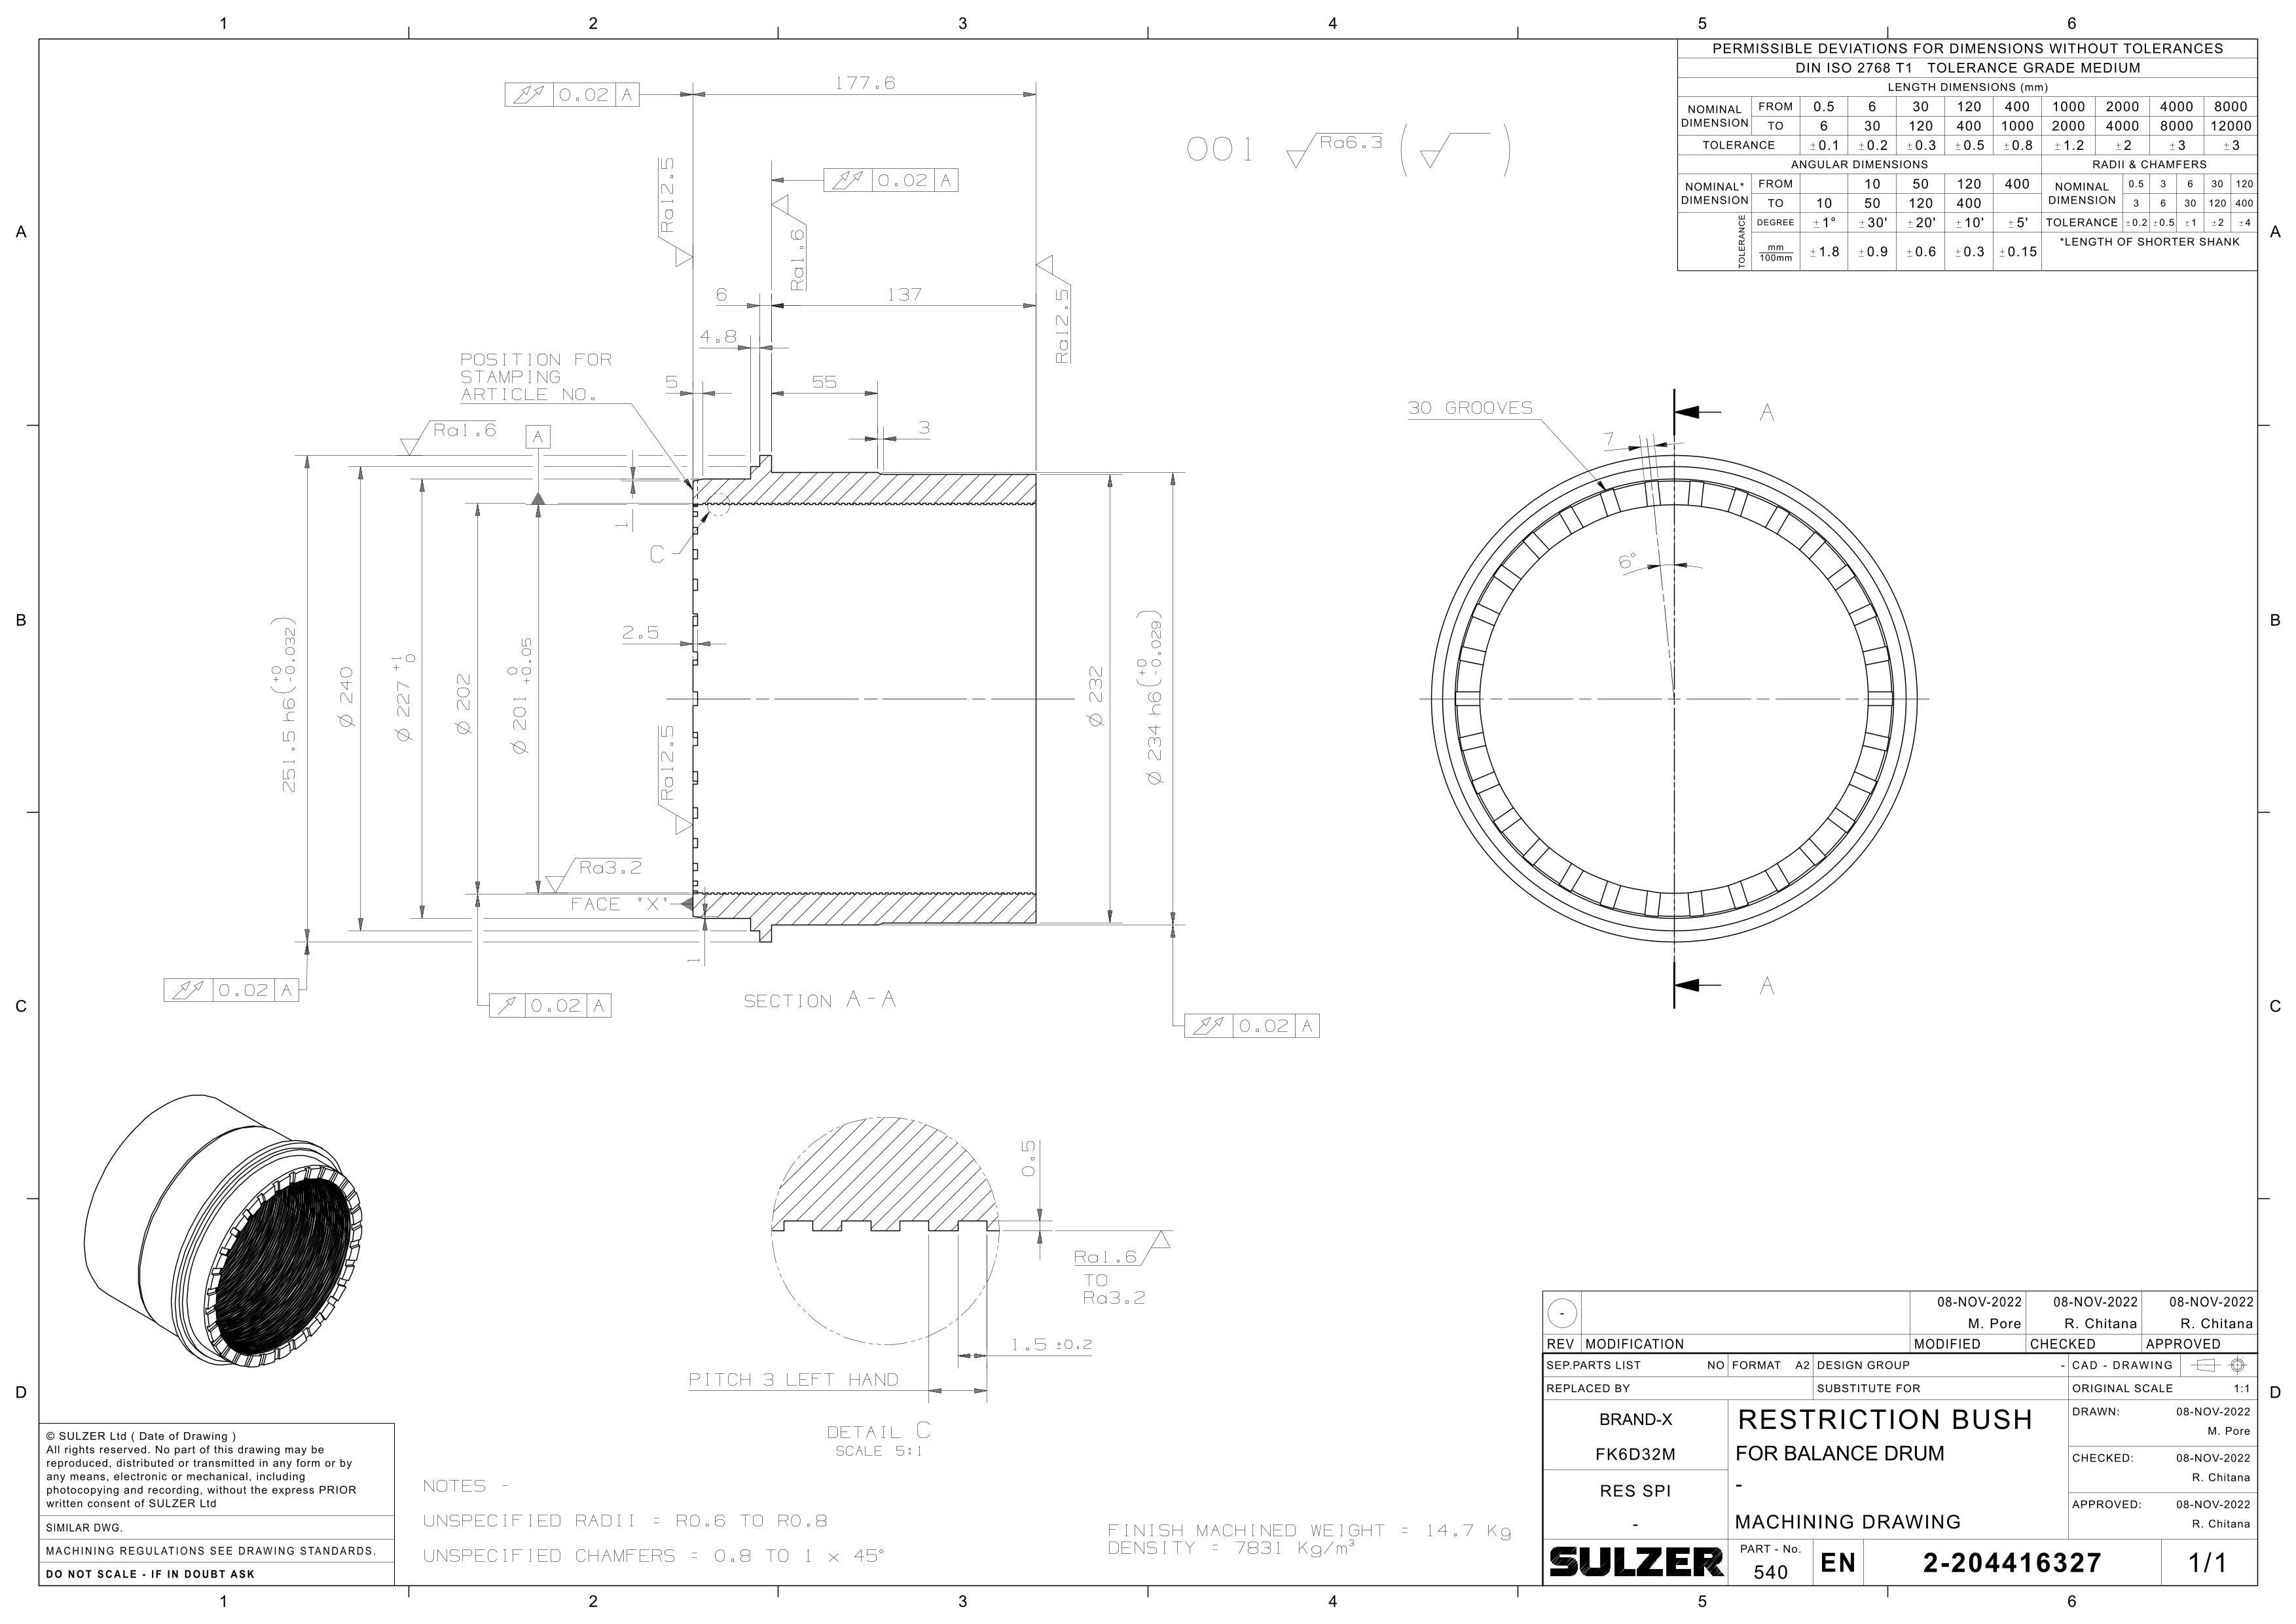 1 2 3 4 5 6
PERMISSIBLE DEVIATIONS FOR DIMENSIONS WITHOUT TOLERANCES
DIN ISO 2768 T1 TOLERANCE GRADE MEDIUM
LENGTH DIMENSIONS (mm)
NOMINAL DIMENSION FROM 0.5 6 30 120 400 1000 2000 4000 8000
TO 6 30 120 400 1000 2000 4000 8000 12000
TOLERANCE ±0.1 ±0.2 ±0.3 ±0.5 ±0.8 ±1.2 ±2 ±3 ±3
ANGULAR DIMENSIONS RADII & CHAMFERS
NOMINAL* DIMENSION FROM 10 50 120 400 NOMINAL DIMENSION 0.5 3 6 30 120
TO 10 50 120 400 3 6 30 120 400
TOLERANCE DEGREE ±1° ±30' ±20' ±10' ±5' TOLERANCE ±0.2 ±0.5 ±1 ±2 ±4
mm/100mm ±1.8 ±0.9 ±0.6 ±0.3 ±0.15 *LENGTH OF SHORTER SHANK
A A
B B
C C
D D
0.02 A
177.6
001 Ra6.3
0.02 A
Ra12.5
Ra1.6
Ra12.5
6
137
4.8
5
55
3
POSITION FOR
STAMPING
ARTICLE NO.
Ra1.6
A
1
C
2.5
251.5 h6(+0 -0.032)
Ø 240
Ø 227 +1 0
Ø 202
Ø 201 0 +0.05
Ra12.5
Ø 232
Ø 234 h6(+0 -0.029)
Ra3.2
FACE 'X'
1
0.02 A
0.02 A
0.02 A
SECTION A-A
30 GROOVES
7
6°
A
A
0.5
Ra1.6
TO
Ra3.2
1.5 ±0.2
PITCH 3 LEFT HAND
DETAIL C
SCALE 5:1
NOTES -
UNSPECIFIED RADII = R0.6 TO R0.8
UNSPECIFIED CHAMFERS = 0.8 TO 1 x 45°
FINISH MACHINED WEIGHT = 14.7 Kg
DENSITY = 7831 Kg/m³
© SULZER Ltd ( Date of Drawing )
All rights reserved. No part of this drawing may be
reproduced, distributed or transmitted in any form or by
any means, electronic or mechanical, including
photocopying and recording, without the express PRIOR
written consent of SULZER Ltd
SIMILAR DWG.
MACHINING REGULATIONS SEE DRAWING STANDARDS.
DO NOT SCALE - IF IN DOUBT ASK
- 08-NOV-2022 08-NOV-2022 08-NOV-2022
M. Pore R. Chitana R. Chitana
REV MODIFICATION MODIFIED CHECKED APPROVED
SEP.PARTS LIST NO FORMAT A2 DESIGN GROUP - CAD - DRAWING
REPLACED BY SUBSTITUTE FOR ORIGINAL SCALE 1:1
BRAND-X
FK6D32M
RES SPI
-
RESTRICTION BUSH
FOR BALANCE DRUM
-
MACHINING DRAWING
DRAWN: 08-NOV-2022
M. Pore
CHECKED: 08-NOV-2022
R. Chitana
APPROVED: 08-NOV-2022
R. Chitana
SULZER PART - No. 540 EN 2-204416327 1/1
1 2 3 4 5 6